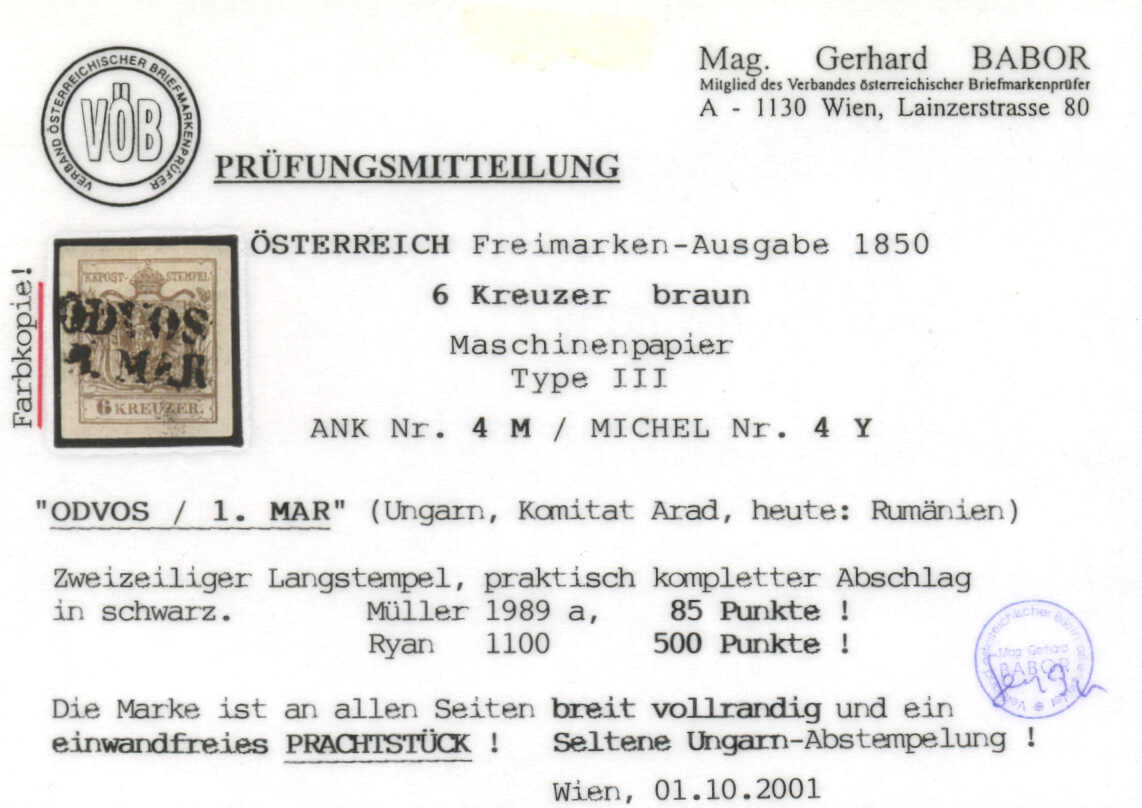 Mag. Gerhard BABOR
Mitglied des Verbandes österreichischer Briefmarkenprüfer
A - 1130 Wien, Lainzerstrasse 80
VERBAND ÖSTERREICHISCHER BRIEFMARKENPRÜFER
VÖB
PRÜFUNGSMITTEILUNG
Farbkopie!
KKPOST-STEMPEL
ODVOS
1. MAR
6 KREUZER.
ÖSTERREICH Freimarken-Ausgabe 1850
6 Kreuzer braun
Maschinenpapier
Type III
ANK Nr. 4 M / MICHEL Nr. 4 Y
"ODVOS / 1. MAR" (Ungarn, Komitat Arad, heute: Rumänien)
Zweizeiliger Langstempel, praktisch kompletter Abschlag
in schwarz. Müller 1989 a, 85 Punkte !
Ryan 1100 500 Punkte !
Mag. Gerhard
BABOR
Die Marke ist an allen Seiten breit vollrandig und ein
einwandfreies PRACHTSTÜCK ! Seltene Ungarn-Abstempelung !
Wien, 01.10.2001